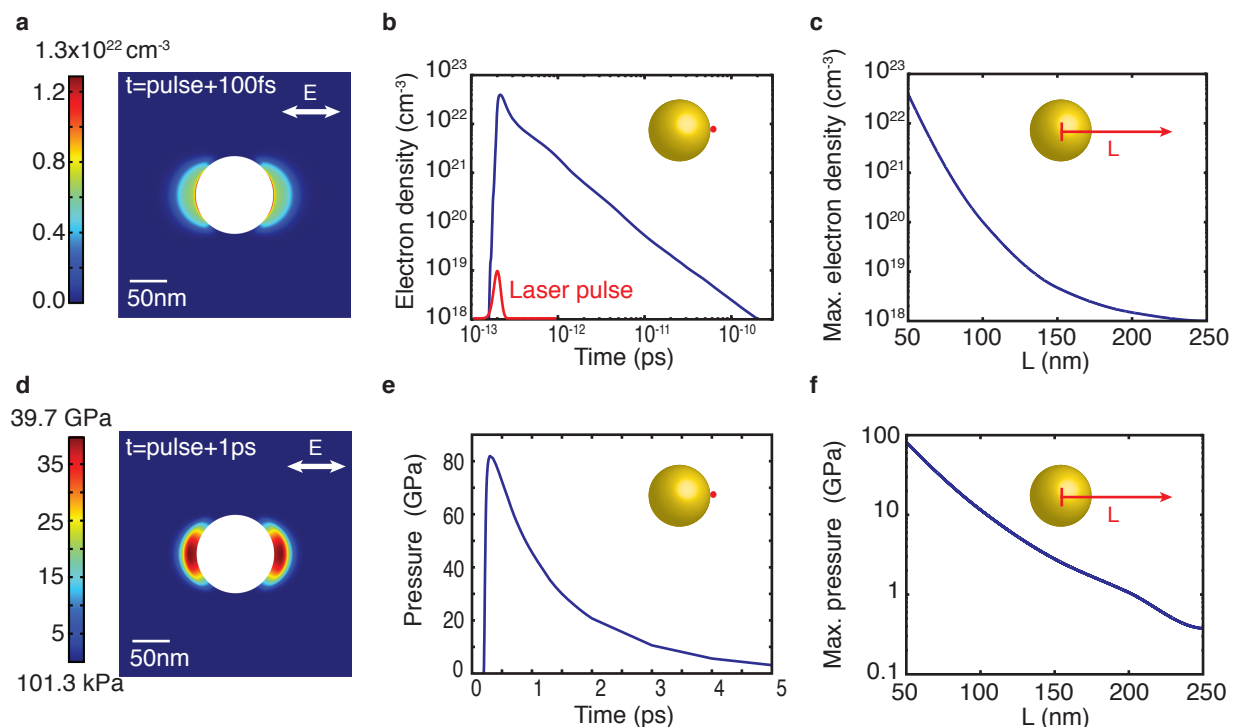 a
1.3x10²² cm⁻³
t=pulse+100fs
E
1.2
0.8
0.4
0.0
50nm
b
Electron density (cm⁻³)
10²³
10²²
10²¹
10²⁰
10¹⁹
10¹⁸
Laser pulse
10⁻¹³
10⁻¹²
10⁻¹¹
10⁻¹⁰
Time (ps)
c
Max. electron density (cm⁻³)
10²³
10²²
10²¹
10²⁰
10¹⁹
10¹⁸
L
50
100
150
200
250
L (nm)
d
39.7 GPa
t=pulse+1ps
E
35
25
15
5
101.3 kPa
50nm
e
Pressure (GPa)
80
60
40
20
0
0
1
2
3
4
5
Time (ps)
f
Max. pressure (GPa)
100
10
1
0.1
L
50
100
150
200
250
L (nm)